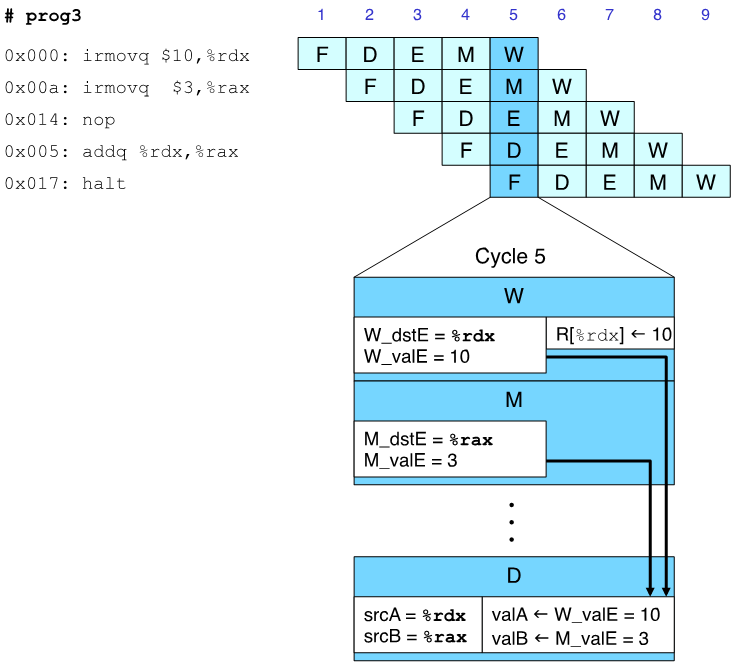 # prog3 1 2 3 4 5 6 7 8 9
0x000: irmovq $10,%rdx F D E M W
0x00a: irmovq  $3,%rax F D E M W
0x014: nop F D E M W
0x005: addq %rdx,%rax F D E M W
0x017: halt F D E M W
Cycle 5
W
W_dstE = %rdx R[%rdx] ← 10
W_valE = 10
M
M_dstE = %rax
M_valE = 3
D
srcA = %rdx valA ← W_valE = 10
srcB = %rax valB ← M_valE = 3